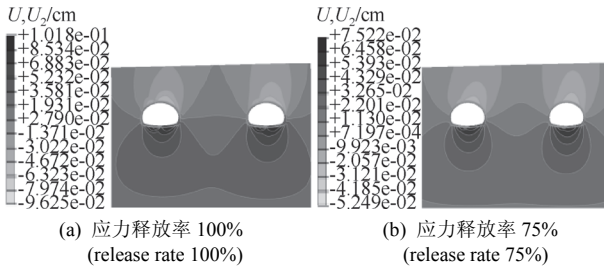 U,U2/cm
+1.018e-01
+8.534e-02
+6.883e-02
+5.232e-02
+3.581e-02
+1.931e-02
+2.790e-02
-1.371e-02
-3.022e-02
-4.672e-02
-6.323e-02
-7.974e-02
-9.625e-02
(a) 应力释放率 100%
(release rate 100%)
U,U2/cm
+7.522e-02
+6.458e-02
+5.393e-02
+4.329e-02
+3.265-02
+2.201e-02
+1.130e-02
+7.197e-04
-9.923e-03
-2.057e-02
-3.121e-02
-4.185e-02
-5.249e-02
(b) 应力释放率 75%
(release rate 75%)